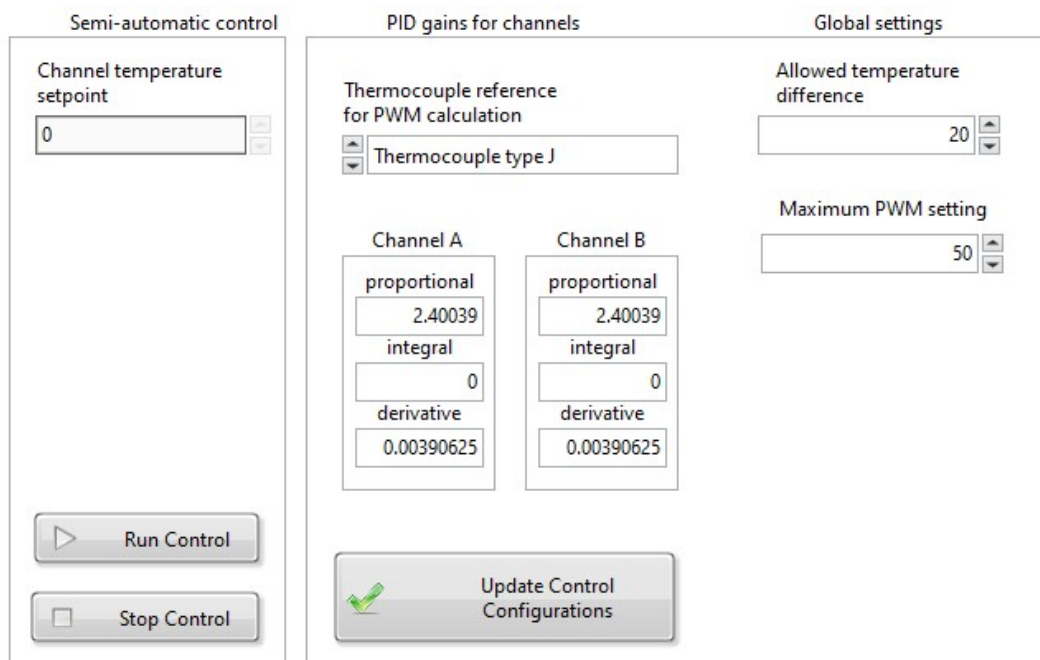 Semi-automatic control
Channel temperature
setpoint
0
Run Control
Stop Control
PID gains for channels
Thermocouple reference
for PWM calculation
Thermocouple type J
Channel A
proportional
2.40039
integral
0
derivative
0.00390625
Channel B
proportional
2.40039
integral
0
derivative
0.00390625
Update Control
Configurations
Global settings
Allowed temperature
difference
20
Maximum PWM setting
50